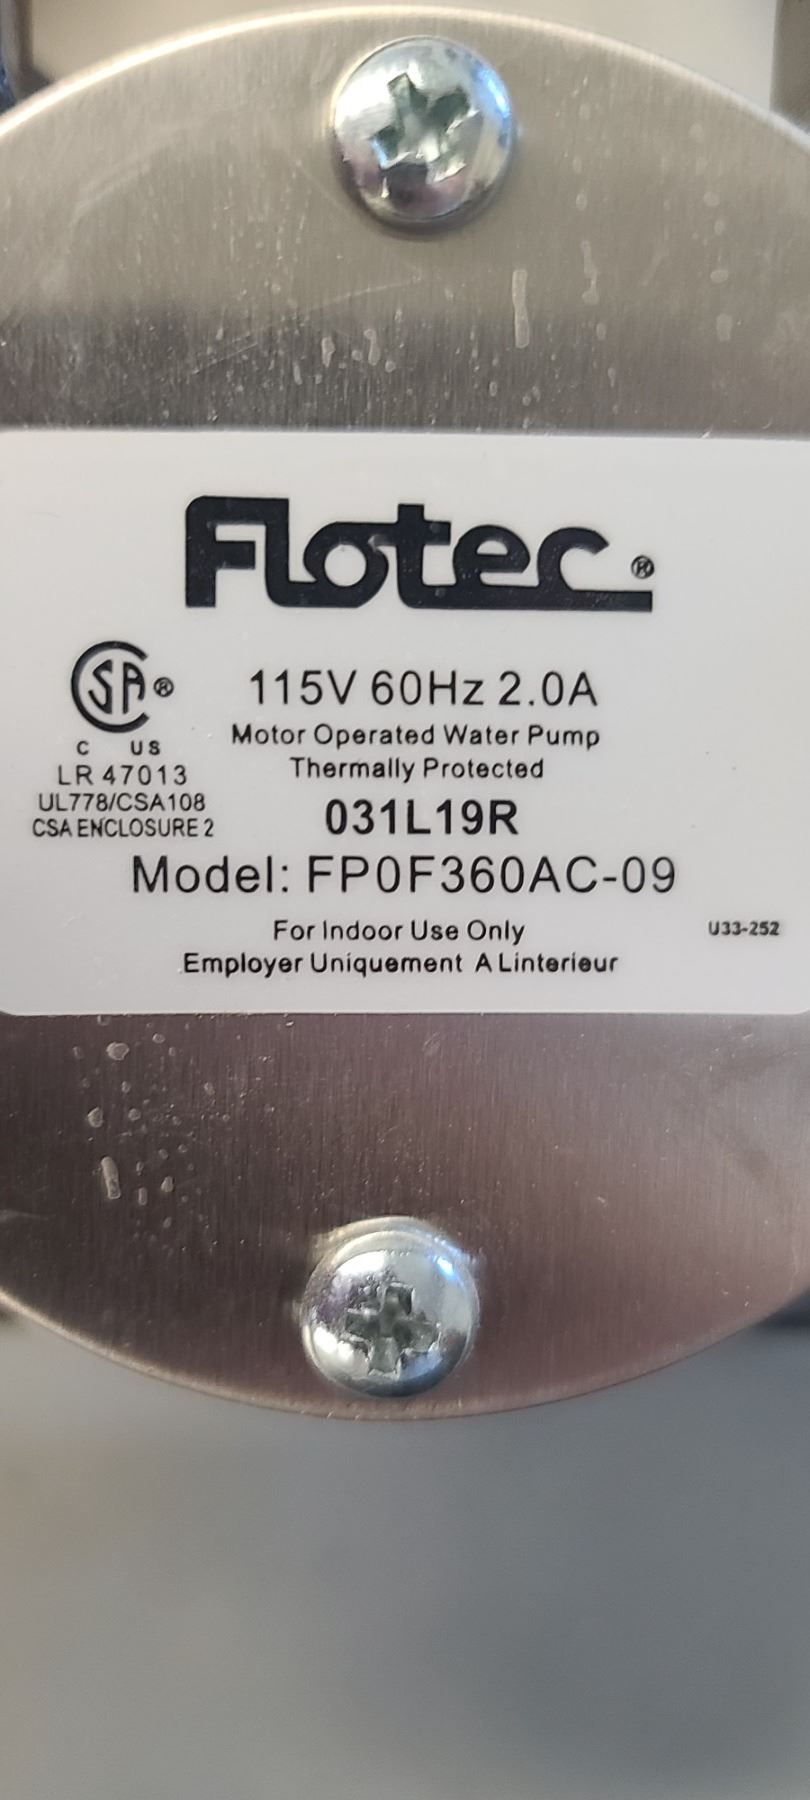 Flotec®
CSA®
C US
LR 47013
UL778/CSA108
CSA ENCLOSURE 2
115V 60Hz 2.0A
Motor Operated Water Pump
Thermally Protected
031L19R
Model: FP0F360AC-09
For Indoor Use Only
Employer Uniquement A Linterieur
U33-252